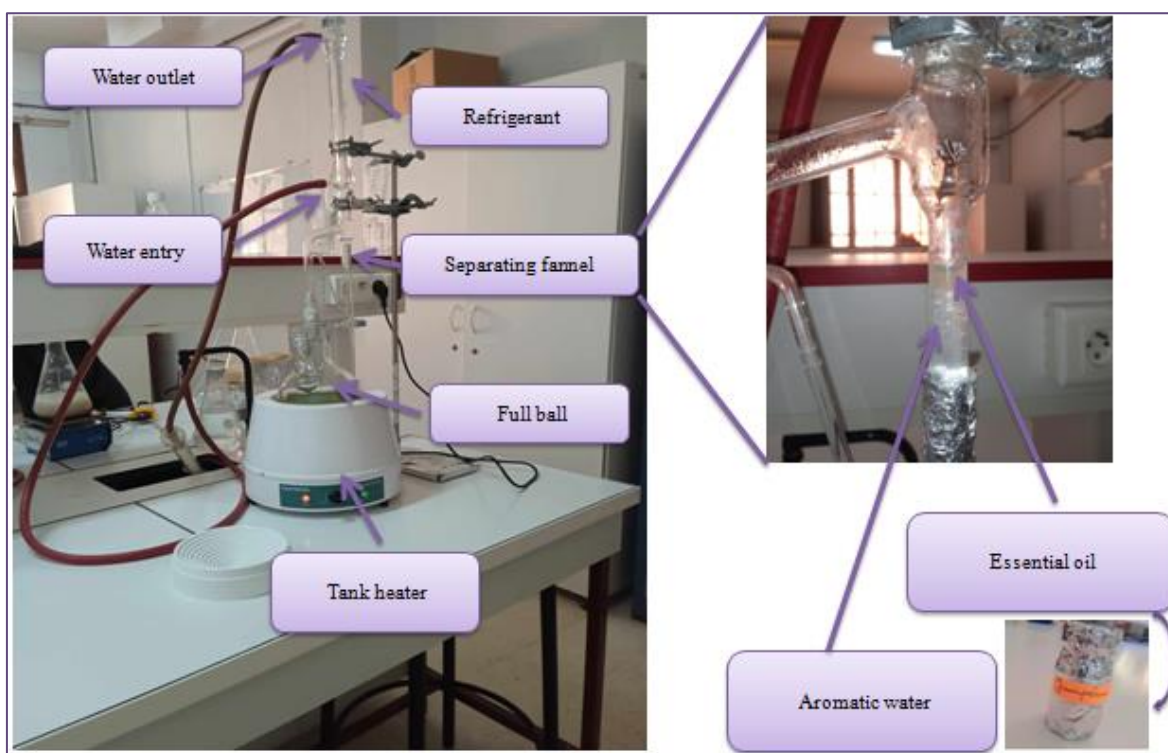 Water outlet
Refrigerant
Water entry
Separating fannel
Full ball
Tank heater
Essential oil
Aromatic water